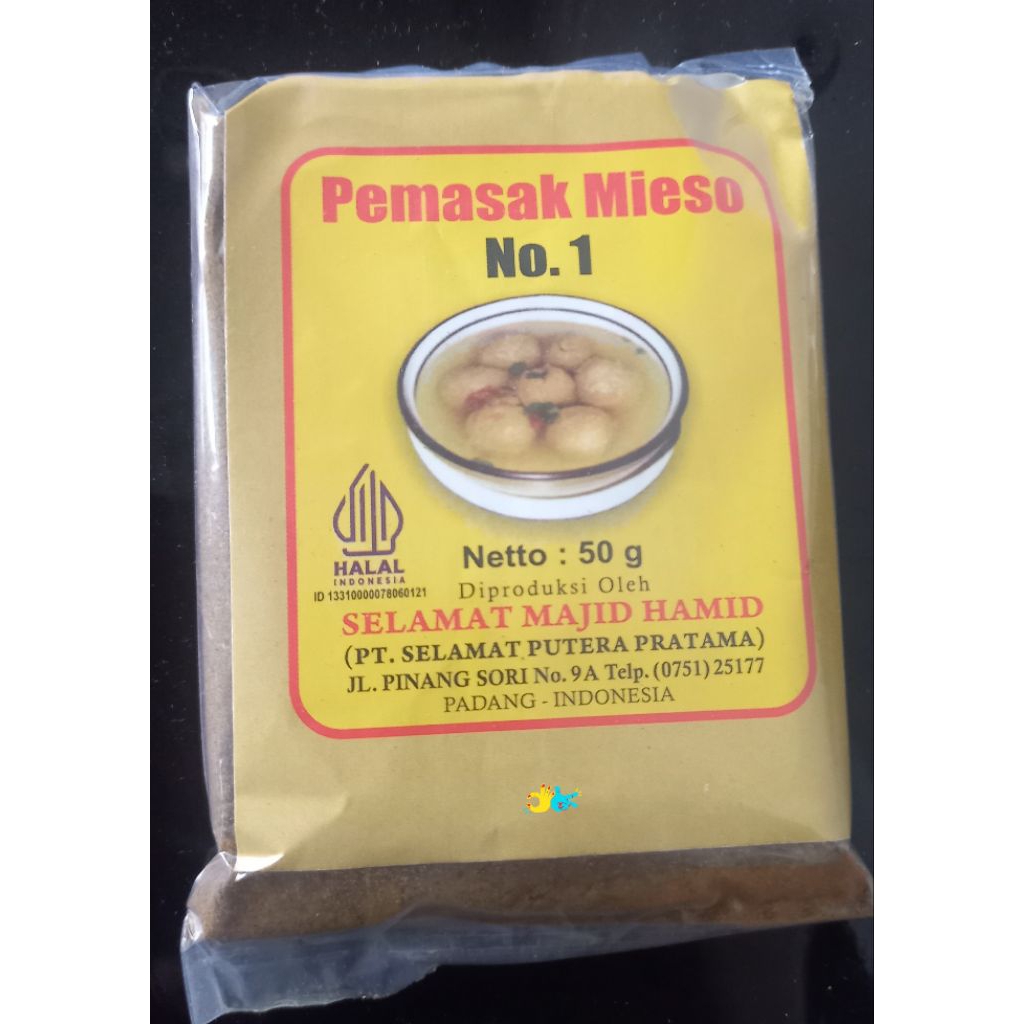 Pemasak Mieso
No. 1
HALAL
INDONESIA
ID 13310000078060121
Netto : 50 g
Diproduksi Oleh
SELAMAT MAJID HAMID
(PT. SELAMAT PUTERA PRATAMA)
JL. PINANG SORI No. 9A Telp. (0751) 25177
PADANG - INDONESIA